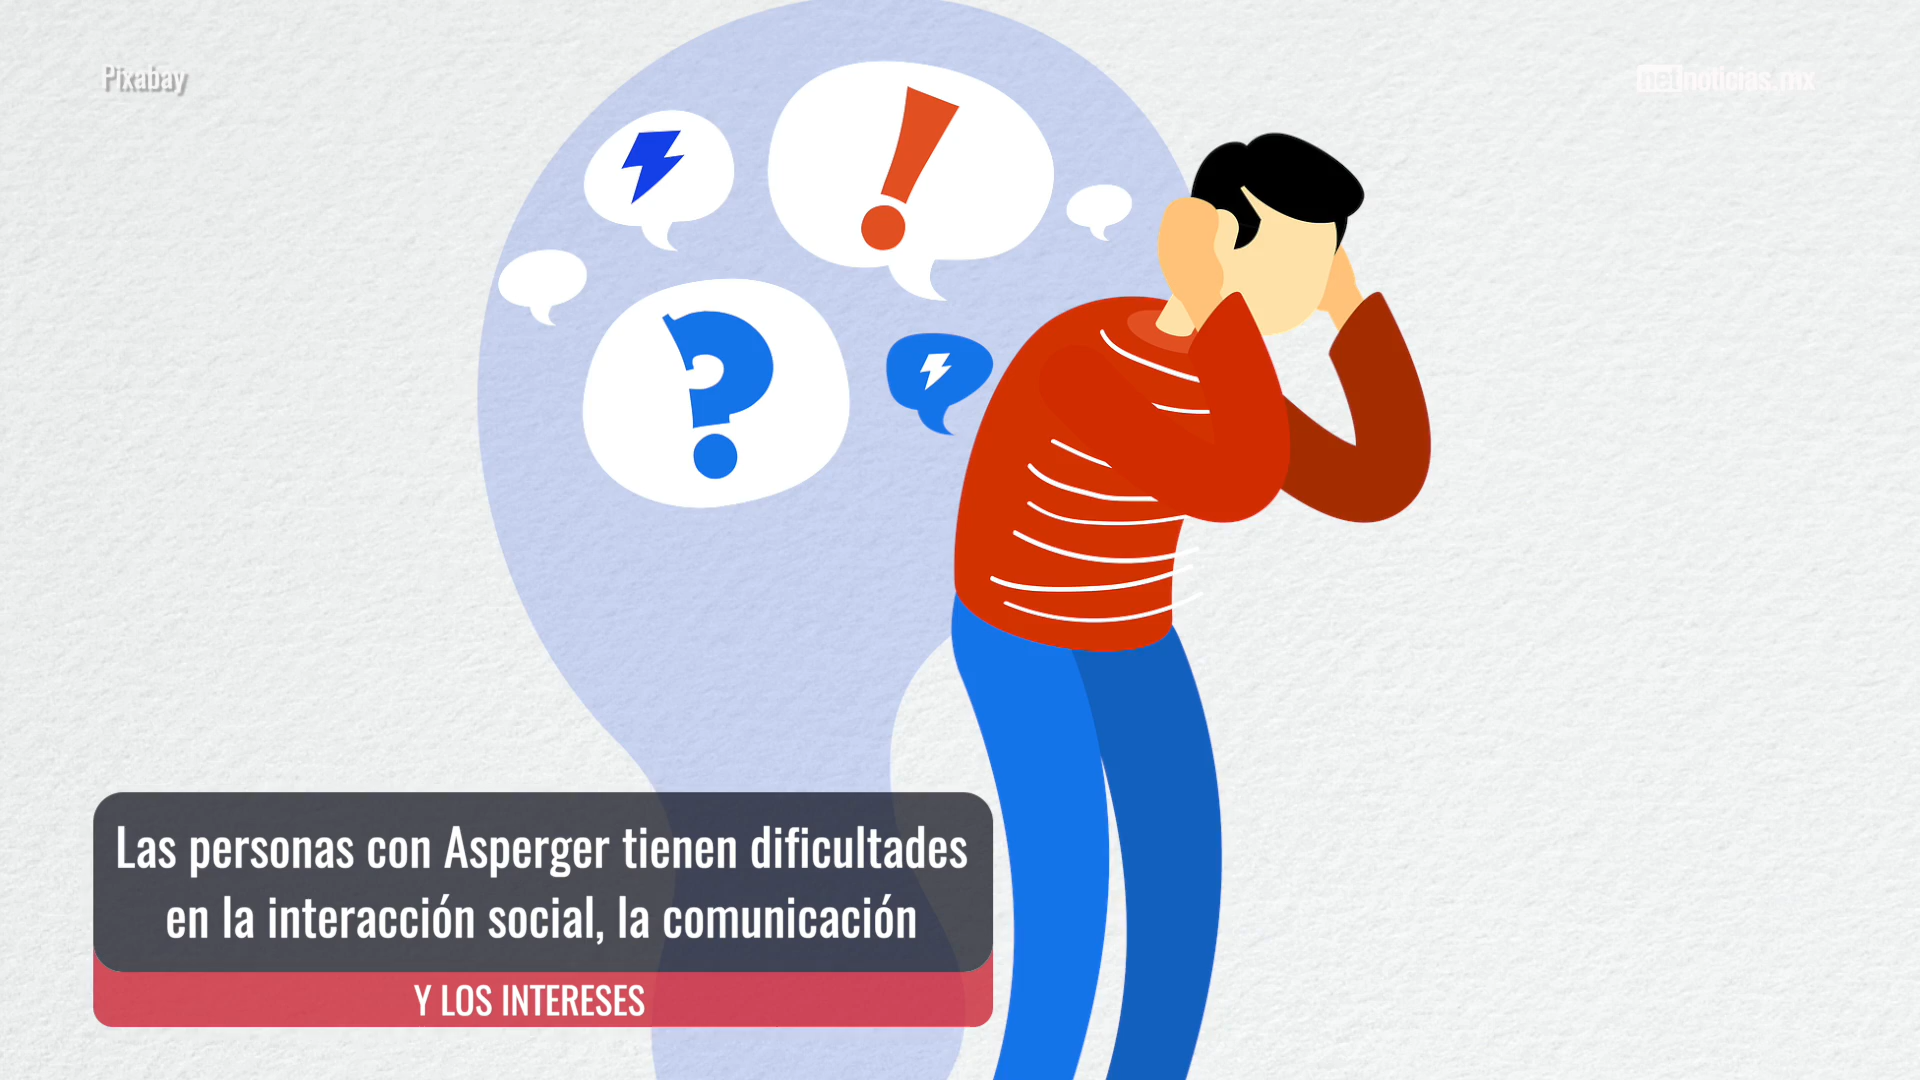 Pixabay
netnoticias.mx
Las personas con Asperger tienen dificultades
en la interacción social, la comunicación
Y LOS INTERESES